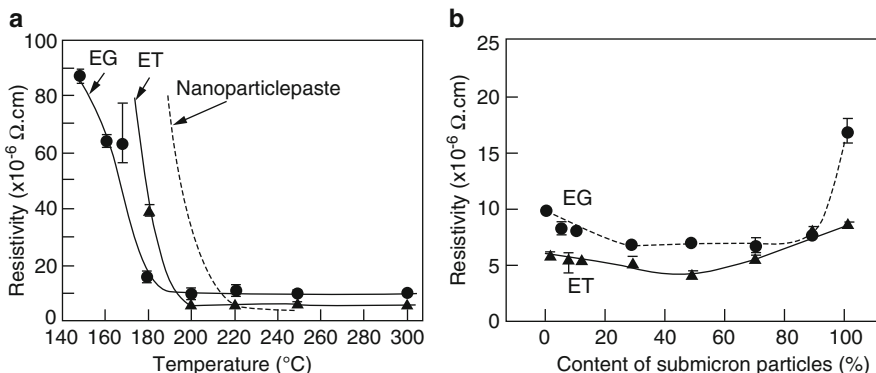 a
Resistivity (x10⁻⁶ Ω.cm)
100
80
60
40
20
0
EG
ET
Nanoparticlepaste
140 160 180 200 220 240 260 280 300
Temperature (°C)
b
Resistivity (x10⁻⁶ Ω.cm)
25
20
15
10
5
0
EG
ET
0 20 40 60 80 100
Content of submicron particles (%)